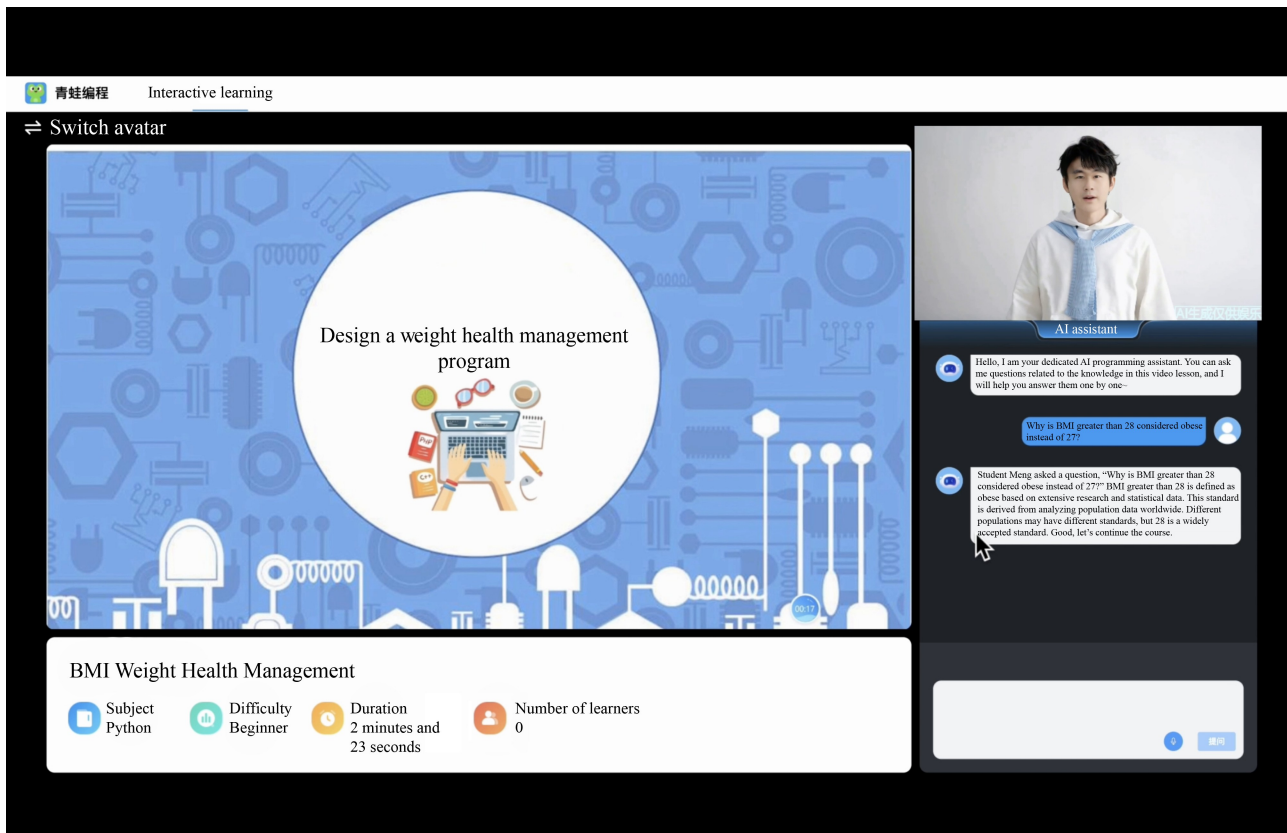 青蛙编程
Interactive learning
⇌ Switch avatar
Design a weight health management
program
PHP
C++
00:17
AI assistant
Hello, I am your dedicated AI programming assistant. You can ask
me questions related to the knowledge in this video lesson, and I
will help you answer them one by one~
Why is BMI greater than 28 considered obese
instead of 27?
Student Meng asked a question, “Why is BMI greater than 28
considered obese instead of 27?” BMI greater than 28 is defined as
obese based on extensive research and statistical data. This standard
is derived from analyzing population data worldwide. Different
populations may have different standards, but 28 is a widely
accepted standard. Good, let’s continue the course.
BMI Weight Health Management
Subject
Python
Difficulty
Beginner
Duration
2 minutes and
23 seconds
Number of learners
0
提问